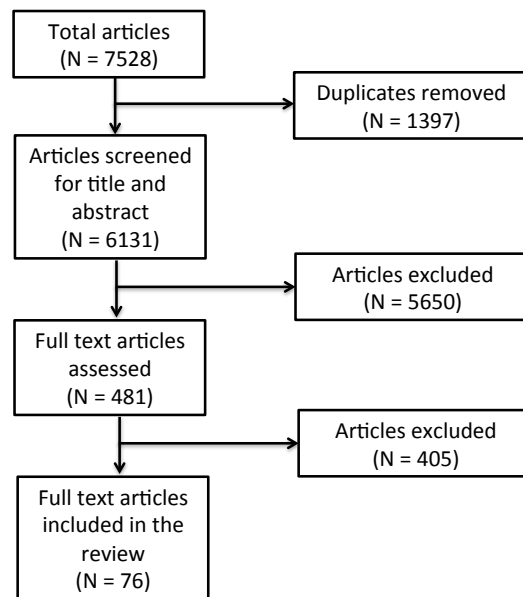 Total articles
(N = 7528)
Duplicates removed
(N = 1397)
Articles screened
for title and
abstract
(N = 6131)
Articles excluded
(N = 5650)
Full text articles
assessed
(N = 481)
Articles excluded
(N = 405)
Full text articles
included in the
review
(N = 76)